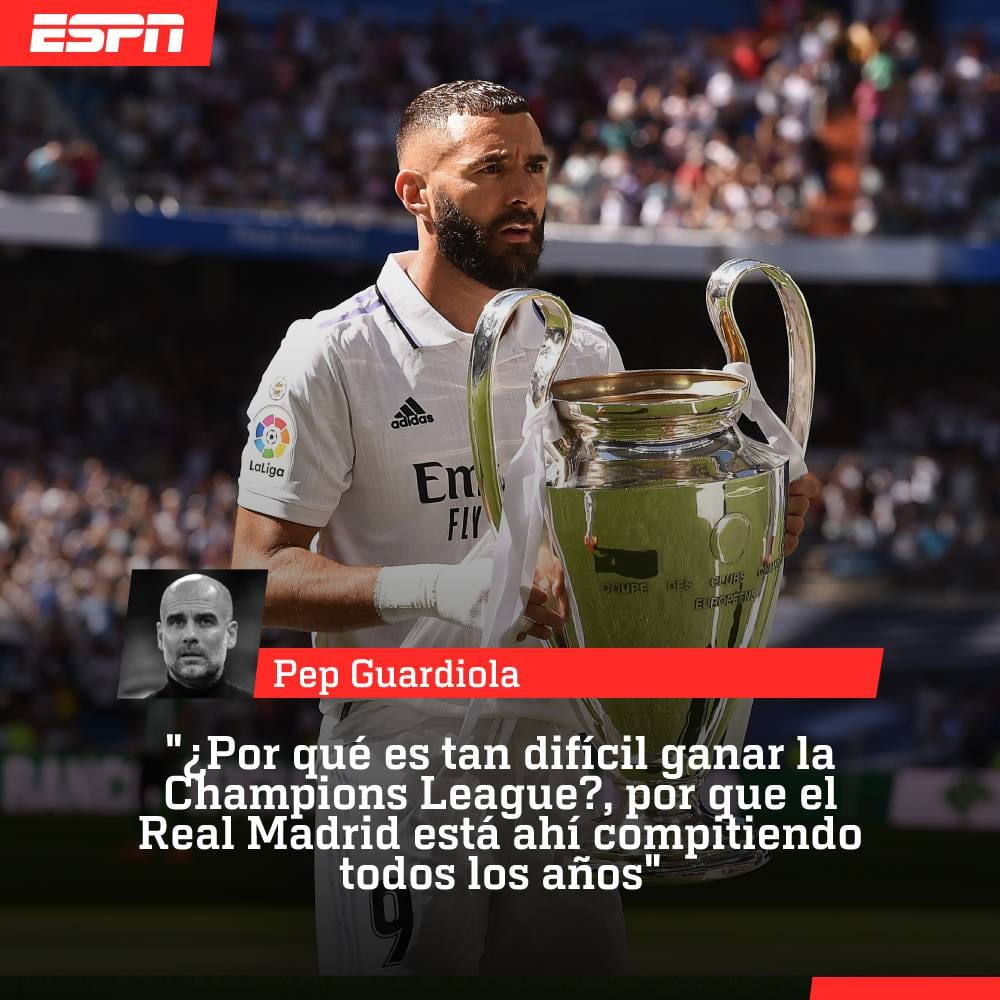 ESPN
adidas
LaLiga
FLY
COUPE DES CLUBS
EUROPÉENS
Pep Guardiola
"¿Por qué es tan difícil ganar la
Champions League?, por que el
Real Madrid está ahí compitiendo
todos los años"
9